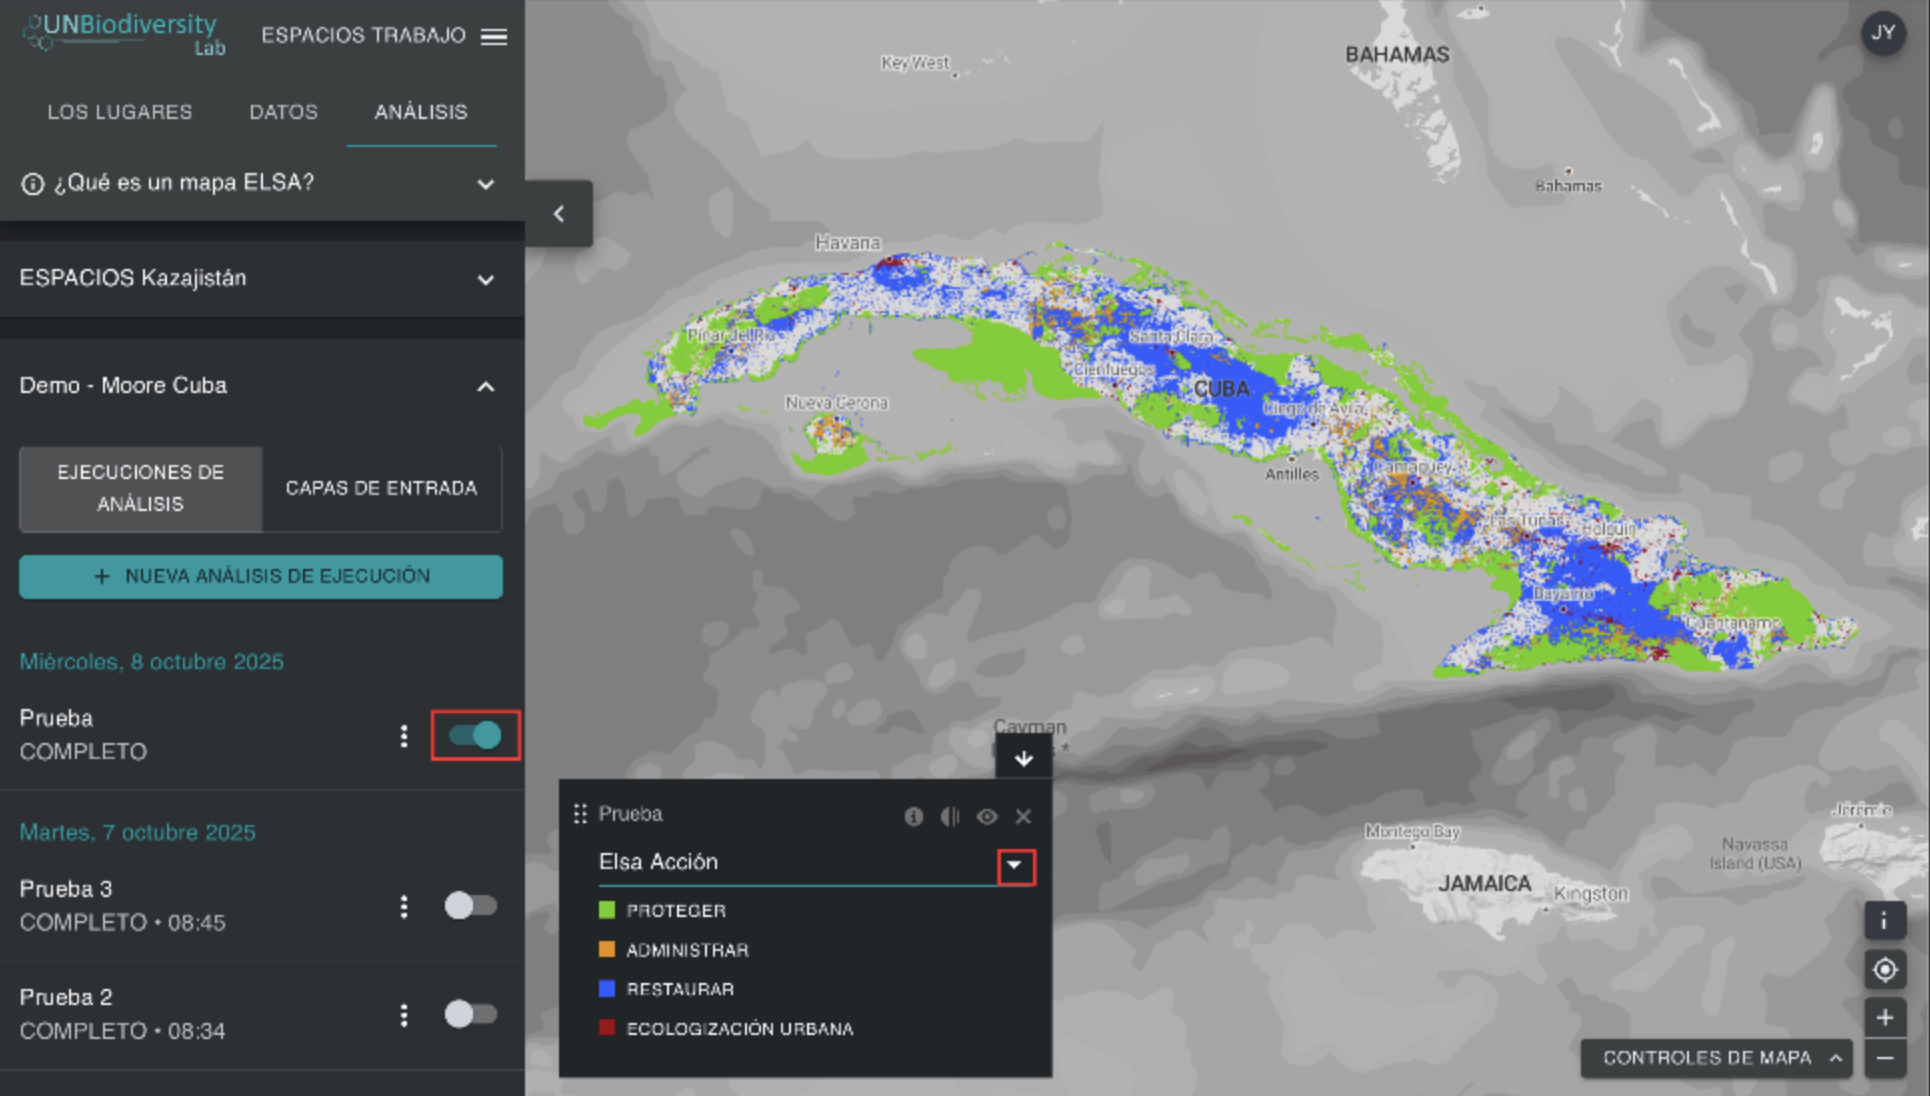 UNBiodiversity
Lab
ESPACIOS TRABAJO
LOS LUGARES
DATOS
ANÁLISIS
¿Qué es un mapa ELSA?
ESPACIOS Kazajistán
Demo - Moore Cuba
EJECUCIONES DE
ANÁLISIS
CAPAS DE ENTRADA
+ NUEVA ANÁLISIS DE EJECUCIÓN
Miércoles, 8 octubre 2025
Prueba
COMPLETO
Martes, 7 octubre 2025
Prueba 3
COMPLETO • 08:45
Prueba 2
COMPLETO • 08:34
JY
Key West
BAHAMAS
Bahamas
Havana
Pinar del Rio
Nueva Gerona
Santa Clara
Cienfuegos
CUBA
Ciego de Avila
Antilles
Camagüey
Las Tunas
Holguin
Bayamo
Guantanamo
Cayman
Montego Bay
JAMAICA
Kingston
Jérémie
Navassa
Island (USA)
Prueba
Elsa Acción
PROTEGER
ADMINISTRAR
RESTAURAR
ECOLOGIZACIÓN URBANA
CONTROLES DE MAPA